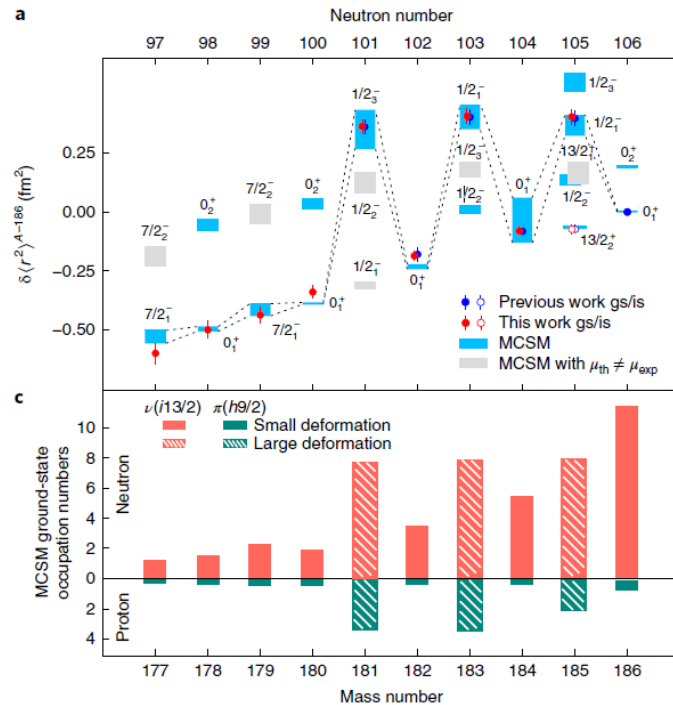 a
Neutron number
97 98 99 100 101 102 103 104 105 106
δ⟨r²⟩^{A−186} (fm²)
0.25
0.00
−0.25
−0.50
7/2₂⁻
7/2₁⁻
0₂⁺
0₁⁺
7/2₂⁻
7/2₁⁻
0₂⁺
0₁⁺
1/2₃⁻
1/2₂⁻
1/2₁⁻
0₁⁺
1/2₁⁻
1/2₃⁻
1/2₂⁻
0₁⁺
1/2₃⁻
1/2₁⁻
13/2₁⁺
1/2₂⁻
13/2₂⁺
0₂⁺
0₁⁺
Previous work gs/is
This work gs/is
MCSM
MCSM with μ_th ≠ μ_exp
c
ν(i13/2) π(h9/2)
Small deformation
Large deformation
MCSM ground-state
occupation numbers
Neutron
Proton
10
8
6
4
2
0
2
4
177 178 179 180 181 182 183 184 185 186
Mass number